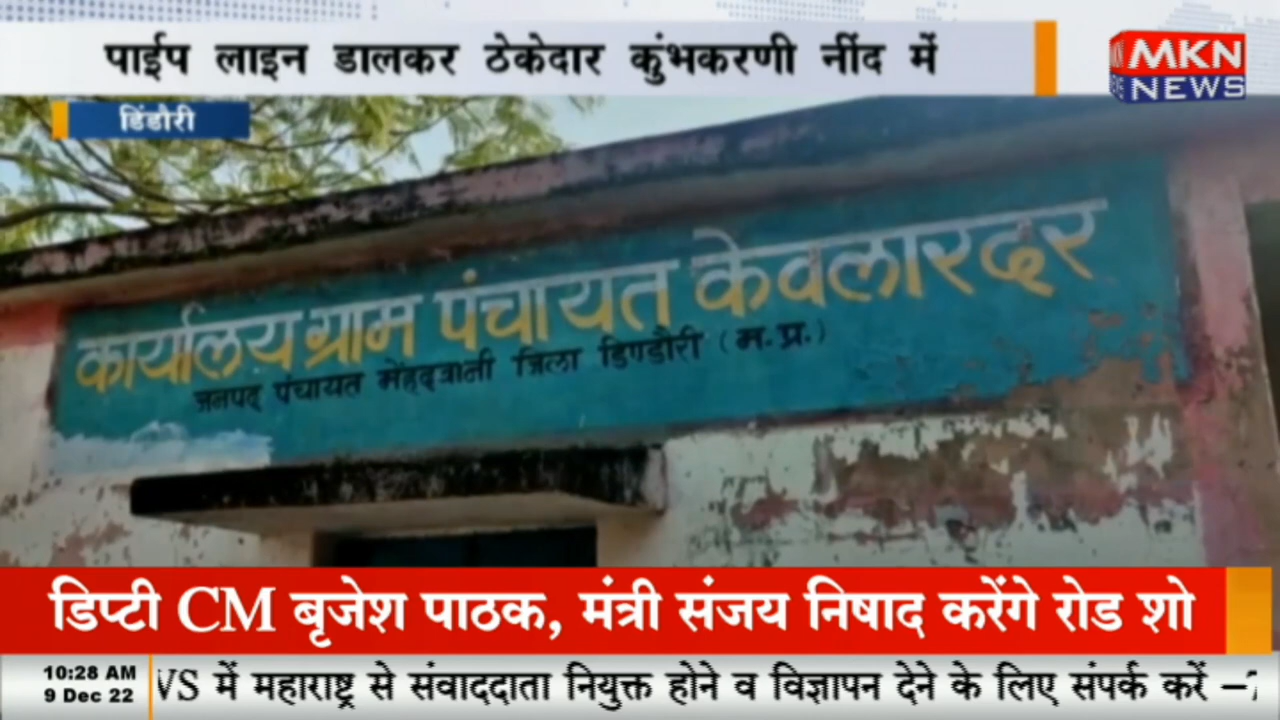 पाईप लाइन डालकर ठेकेदार कुंभकरणी नींद में
MKN
NEWS
डिंडौरी
कार्यालय ग्राम पंचायत केवलारदर
जनपद पंचायत मेंहदवानी जिला डिण्डौरी (म.प्र.)
डिप्टी CM बृजेश पाठक, मंत्री संजय निषाद करेंगे रोड शो
10:28 AM
9 Dec 22
में महाराष्ट्र से संवाददाता नियुक्त होने व विज्ञापन देने के लिए संपर्क करें –